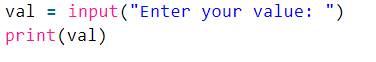 val = input("Enter your value: ")
print(val)